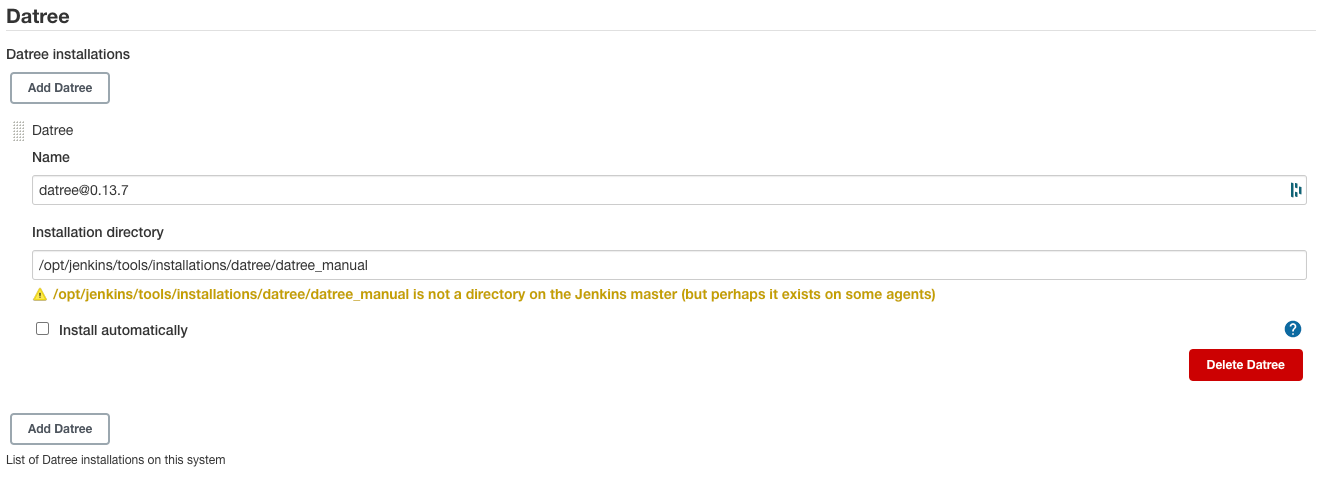 Datree
Datree installations
Add Datree
Datree
Name
datree@0.13.7
Installation directory
/opt/jenkins/tools/installations/datree/datree_manual
/opt/jenkins/tools/installations/datree/datree_manual is not a directory on the Jenkins master (but perhaps it exists on some agents)
Install automatically
?
Delete Datree
Add Datree
List of Datree installations on this system